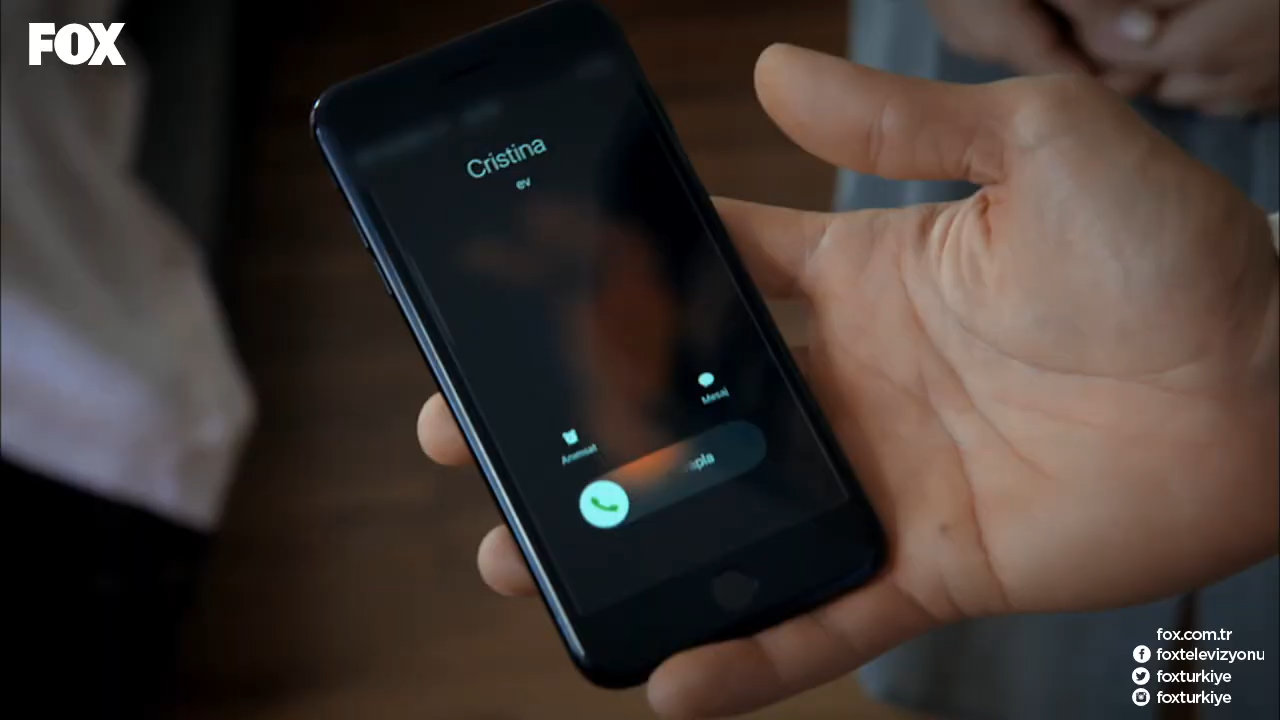 FOX
Cristina
ev
Mesaj
Anımsat
fox.com.tr
foxtelevizyonu
foxturkiye
foxturkiye